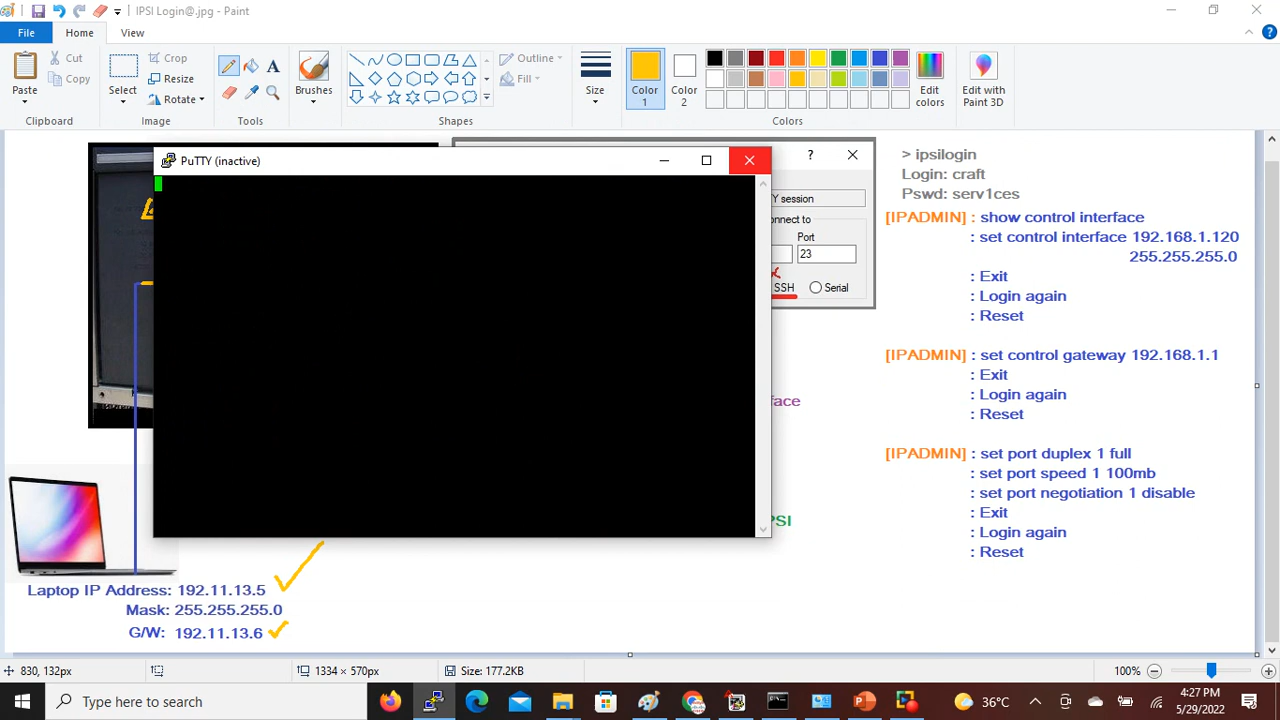 IPSI Login@.jpg - Paint
File
Home
View
Paste
Cut
Copy
Clipboard
Select
Crop
Resize
Rotate
Image
A
Tools
Brushes
Shapes
Outline
Fill
Size
Color 1
Color 2
Edit colors
Edit with Paint 3D
Colors
PuTTY (inactive)
?
Y session
nnect to
Port
23
SSH
Serial
face
PSI
> ipsilogin
Login: craft
Pswd: serv1ces
[IPADMIN] : show control interface
: set control interface 192.168.1.120
255.255.255.0
: Exit
: Login again
: Reset
[IPADMIN] : set control gateway 192.168.1.1
: Exit
: Login again
: Reset
[IPADMIN] : set port duplex 1 full
: set port speed 1 100mb
: set port negotiation 1 disable
: Exit
: Login again
: Reset
Laptop IP Address: 192.11.13.5
Mask: 255.255.255.0
G/W: 192.11.13.6
830, 132px
1334 × 570px
Size: 177.2KB
100%
Type here to search
36°C
4:27 PM
5/29/2022